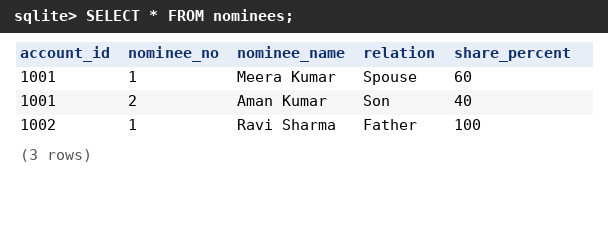 sqlite> SELECT * FROM nominees;
account_id nominee_no nominee_name relation share_percent
1001 1 Meera Kumar Spouse 60
1001 2 Aman Kumar Son 40
1002 1 Ravi Sharma Father 100
(3 rows)